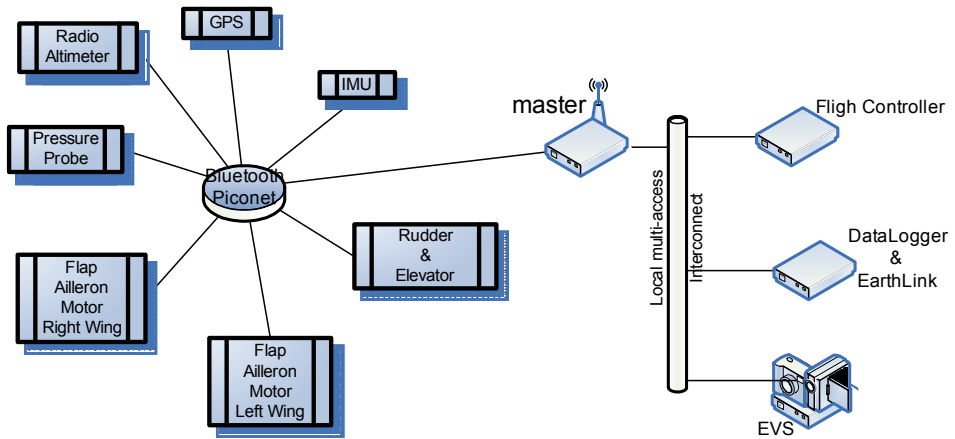 Radio
Altimeter
GPS
IMU
Pressure
Probe
Bluetooth
Piconet
Flap
Ailleron
Motor
Right Wing
Flap
Ailleron
Motor
Left Wing
Rudder
&
Elevator
master
Local multi-access
Interconnect
Fligh Controller
DataLogger
&
EarthLink
EVS